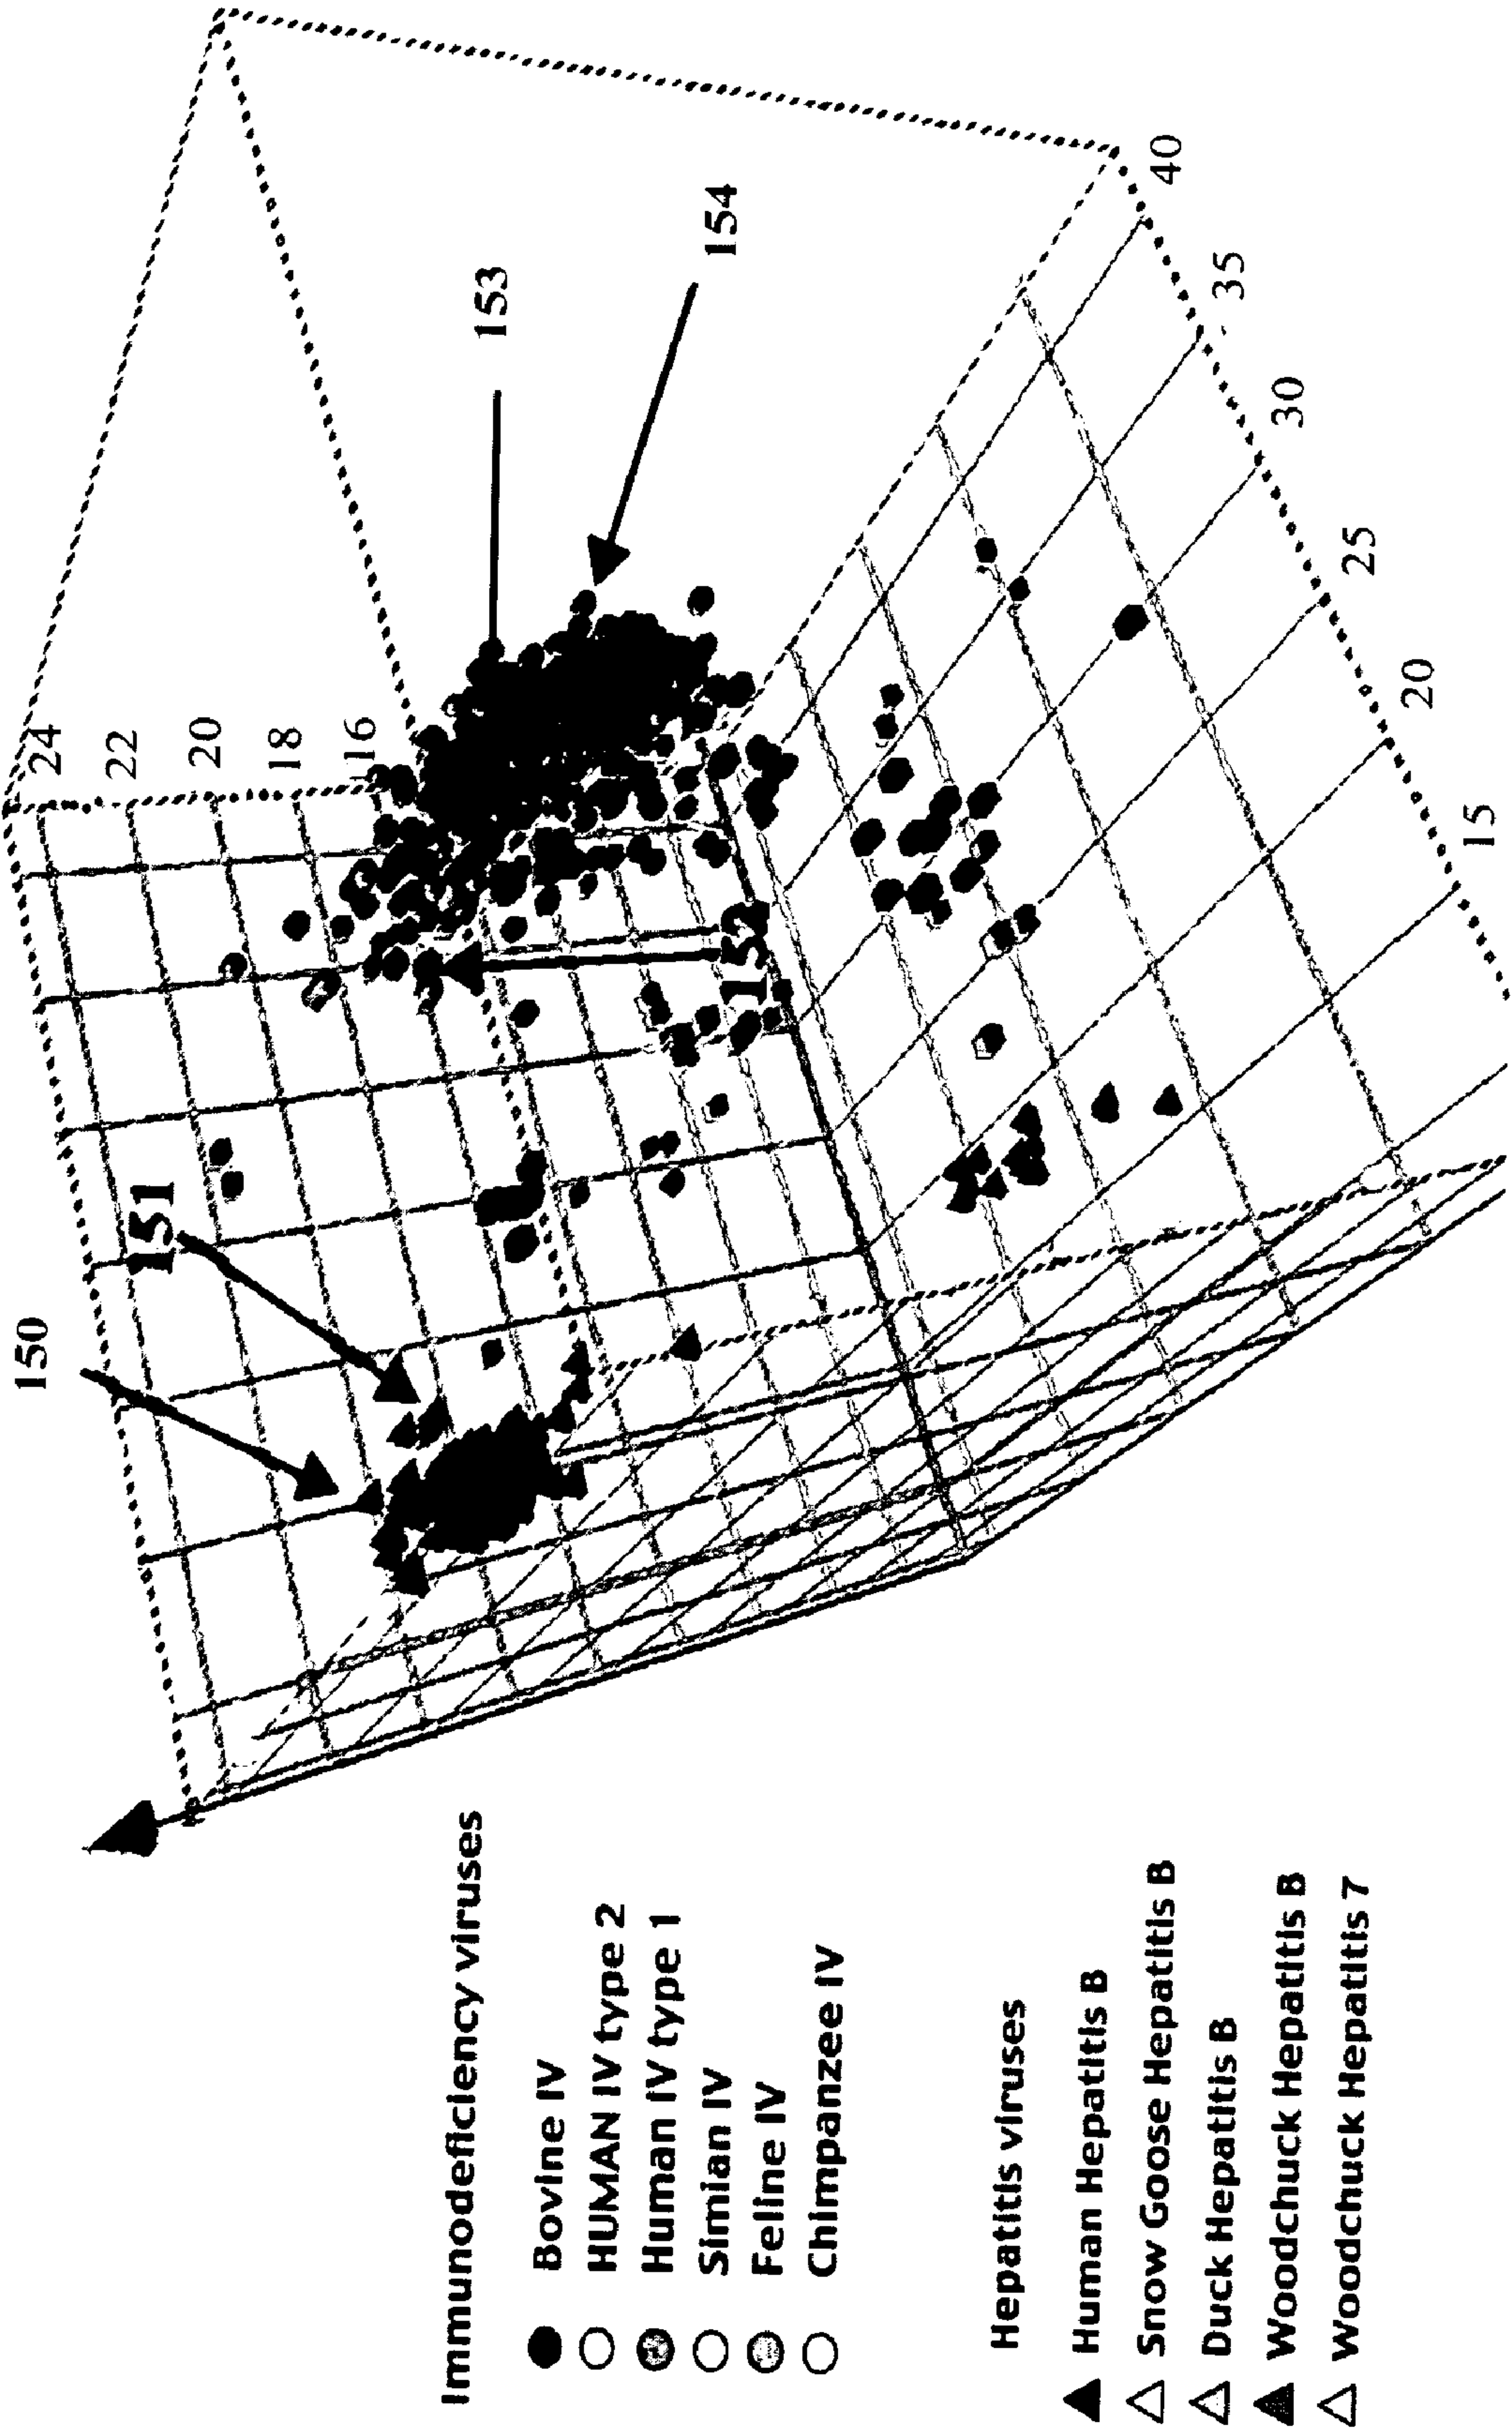 Immunodeficiency viruses
Bovine IV
HUMAN IV type 2
Human IV type 1
Simian IV
Feline IV
Chimpanzee IV
Hepatitis viruses
Human Hepatitis B
Snow Goose Hepatitis B
Duck Hepatitis B
Woodchuck Hepatitis B
Woodchuck Hepatitis 7
150
151
152
153
154
24
22
20
18
16
15
20
25
30
35
40